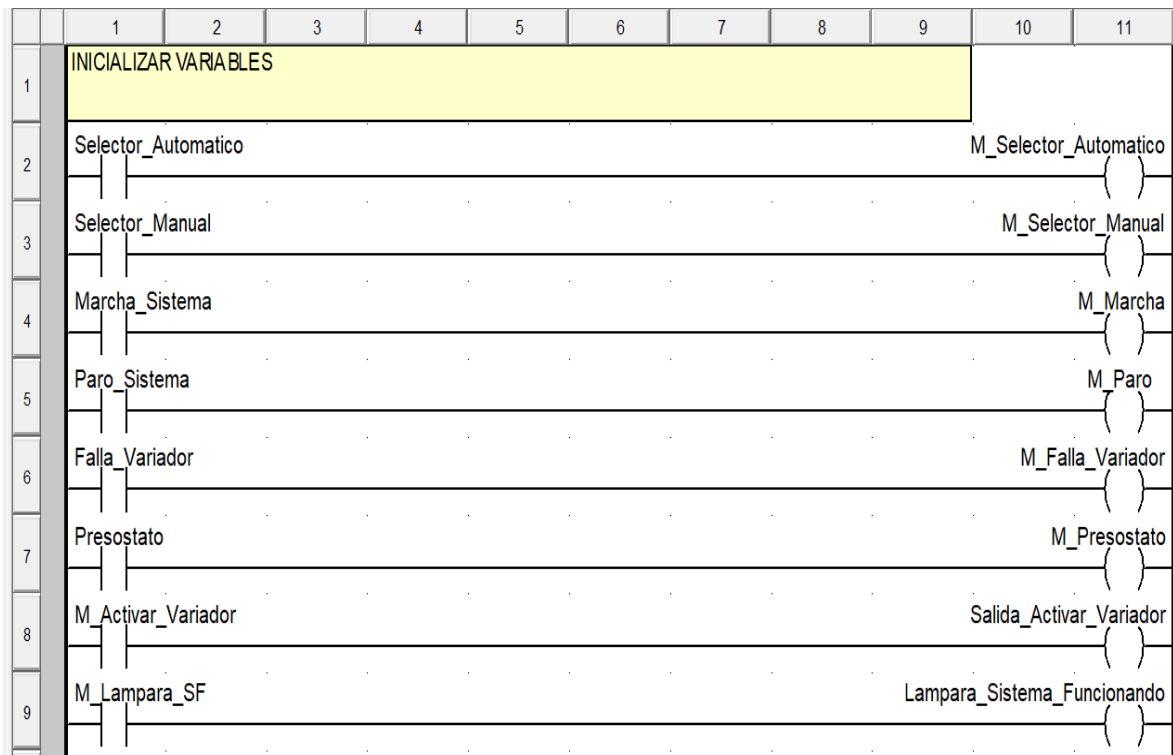 1 2 3 4 5 6 7 8 9 10 11
1 INICIALIZAR VARIABLES
2 Selector_Automatico M_Selector_Automatico
3 Selector_Manual M_Selector_Manual
4 Marcha_Sistema M_Marcha
5 Paro_Sistema M_Paro
6 Falla_Variador M_Falla_Variador
7 Presostato M_Presostato
8 M_Activar_Variador Salida_Activar_Variador
9 M_Lampara_SF Lampara_Sistema_Funcionando